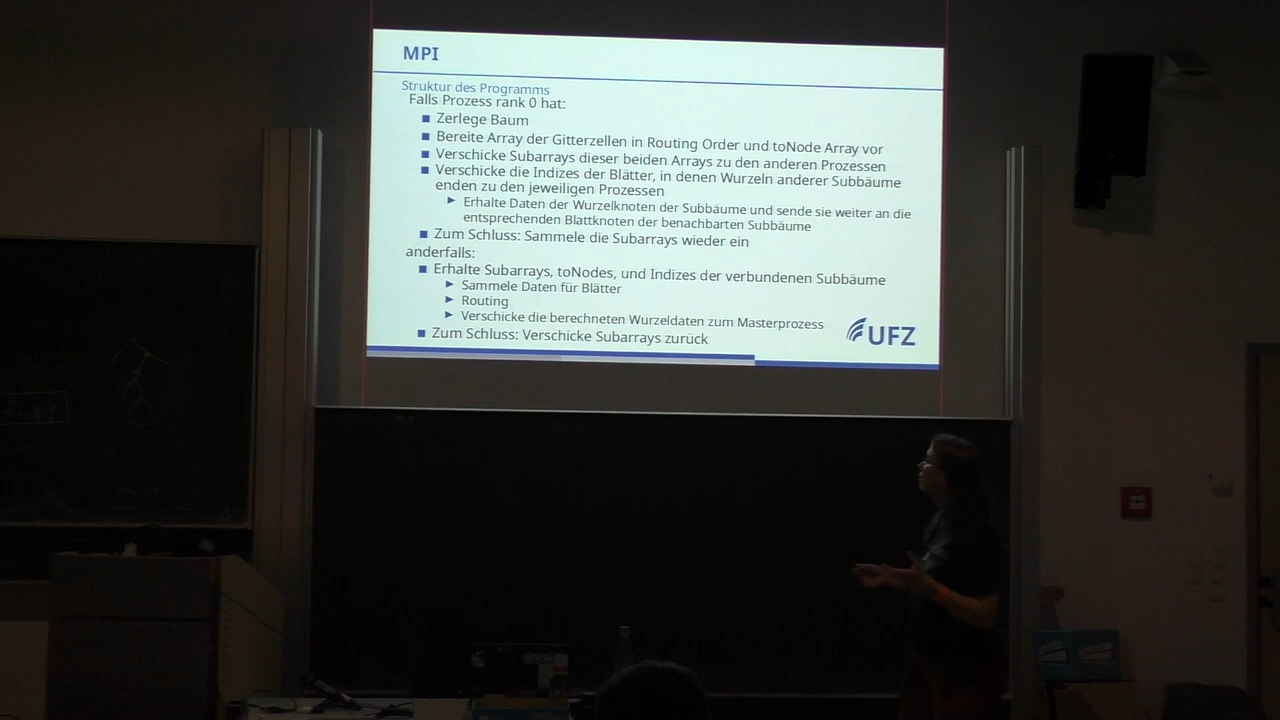 MPI
Struktur des Programms
Falls Prozess rank 0 hat:
Zerlege Baum
Bereite Array der Gitterzellen in Routing Order und toNode Array vor
Verschicke Subarrays dieser beiden Arrays zu den anderen Prozessen
Verschicke die Indizes der Blätter, in denen Wurzeln anderer Subbäume
enden zu den jeweiligen Prozessen
Erhalte Daten der Wurzelknoten der Subbäume und sende sie weiter an die
entsprechenden Blattknoten der benachbarten Subbäume
Zum Schluss: Sammele die Subarrays wieder ein
anderfalls:
Erhalte Subarrays, toNodes, und Indizes der verbundenen Subbäume
Sammele Daten für Blätter
Routing
Verschicke die berechneten Wurzeldaten zum Masterprozess
Zum Schluss: Verschicke Subarrays zurück
UFZ